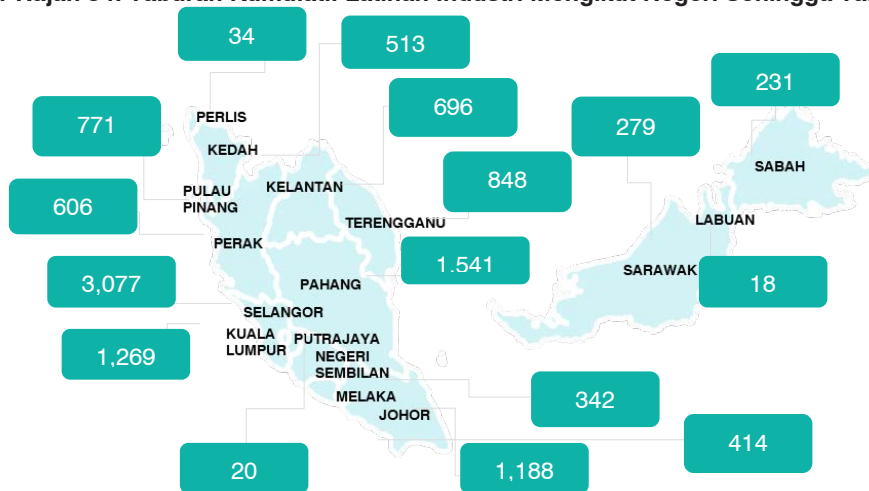 34
513
231
771
PERLIS
696
279
KEDAH
SABAH
PULAU
PINANG
KELANTAN
848
606
TERENGGANU
LABUAN
PERAK
1,541
3,077
PAHANG
SARAWAK
18
SELANGOR
KUALA
LUMPUR
PUTRAJAYA
1,269
NEGERI
SEMBILAN
MELAKA
342
JOHOR
414
20
1,188